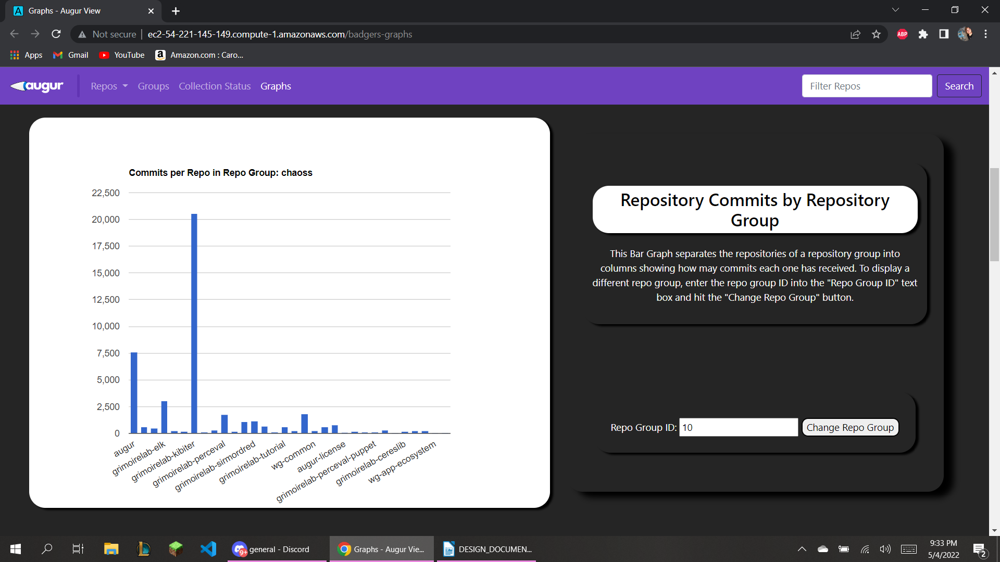 Graphs - Augur View
Not secure | ec2-54-221-145-149.compute-1.amazonaws.com/badgers-graphs
ABP
Apps Gmail YouTube Amazon.com : Caro...
augur Repos Groups Collection Status Graphs Filter Repos Search
Commits per Repo in Repo Group: chaoss
22,500
20,000
17,500
15,000
12,500
10,000
7,500
5,000
2,500
0
augur
grimoirelab-elk
grimoirelab-kibiter
grimoirelab-perceval
grimoirelab-sirmordred
grimoirelab-tutorial
wg-common
augur-license
grimoirelab-perceval-puppet
grimoirelab-cereslib
wg-app-ecosystem
Repository Commits by Repository
Group
This Bar Graph separates the repositories of a repository group into
columns showing how may commits each one has received. To display a
different repo group, enter the repo group ID into the "Repo Group ID" text
box and hit the "Change Repo Group" button.
Repo Group ID: 10 Change Repo Group
9+ general - Discord Graphs - Augur Vie... DESIGN_DOCUMEN...
9:33 PM
5/4/2022
2